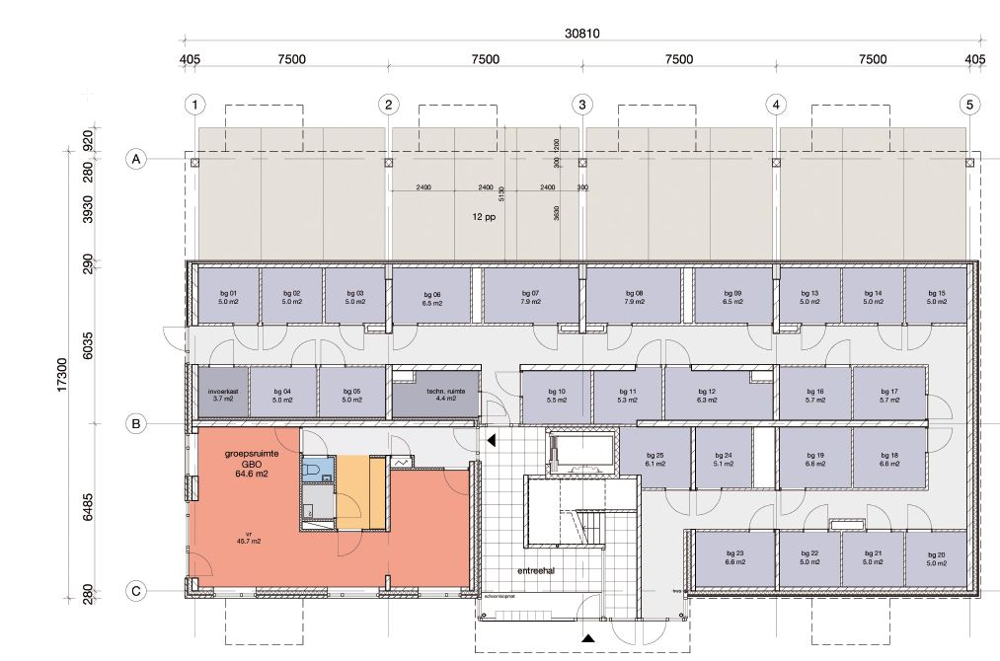 30810
405 7500 7500 7500 7500 405
1 2 3 4 5
920
A
280
1200
300
2400 2400 2400 300
3930
5130
3630
12 pp
290
bg 01
5.0 m2
bg 02
5.0 m2
bg 03
5.0 m2
bg 06
6.5 m2
bg 07
7.9 m2
bg 08
7.9 m2
bg 09
6.5 m2
bg 13
5.0 m2
bg 14
5.0 m2
bg 15
5.0 m2
6035
17300
invoerkast
3.7 m2
bg 04
5.0 m2
bg 05
5.0 m2
techn. ruimte
4.4 m2
bg 10
5.5 m2
bg 11
5.3 m2
bg 12
6.3 m2
bg 16
5.7 m2
bg 17
5.7 m2
B
groepsruimte
GBO
64.6 m2
bg 25
6.1 m2
bg 24
5.1 m2
bg 19
6.6 m2
bg 18
6.6 m2
6485
vr
45.7 m2
entreehal
bg 23
6.6 m2
bg 22
5.0 m2
bg 21
5.0 m2
bg 20
5.0 m2
280
C
schoonloopmat